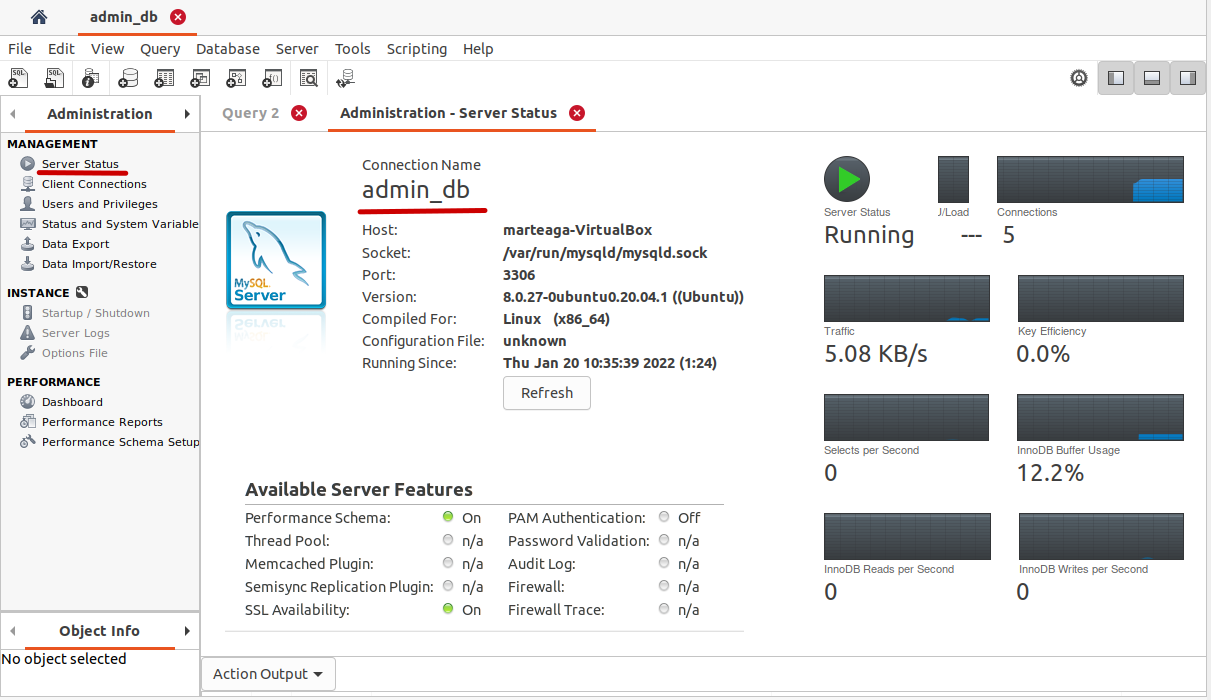 admin_db
File Edit View Query Database Server Tools Scripting Help
Administration
MANAGEMENT
Server Status
Client Connections
Users and Privileges
Status and System Variable
Data Export
Data Import/Restore
INSTANCE
Startup / Shutdown
Server Logs
Options File
PERFORMANCE
Dashboard
Performance Reports
Performance Schema Setup
Object Info
No object selected
Query 2
Administration - Server Status
Connection Name
admin_db
MySQL
Server
Host: marteaga-VirtualBox
Socket: /var/run/mysqld/mysqld.sock
Port: 3306
Version: 8.0.27-0ubuntu0.20.04.1 ((Ubuntu))
Compiled For: Linux (x86_64)
Configuration File: unknown
Running Since: Thu Jan 20 10:35:39 2022 (1:24)
Refresh
Available Server Features
Performance Schema: On PAM Authentication: Off
Thread Pool: n/a Password Validation: n/a
Memcached Plugin: n/a Audit Log: n/a
Semisync Replication Plugin: n/a Firewall: n/a
SSL Availability: On Firewall Trace: n/a
Server Status J/Load Connections
Running --- 5
Traffic Key Efficiency
5.08 KB/s 0.0%
Selects per Second InnoDB Buffer Usage
0 12.2%
InnoDB Reads per Second InnoDB Writes per Second
0 0
Action Output